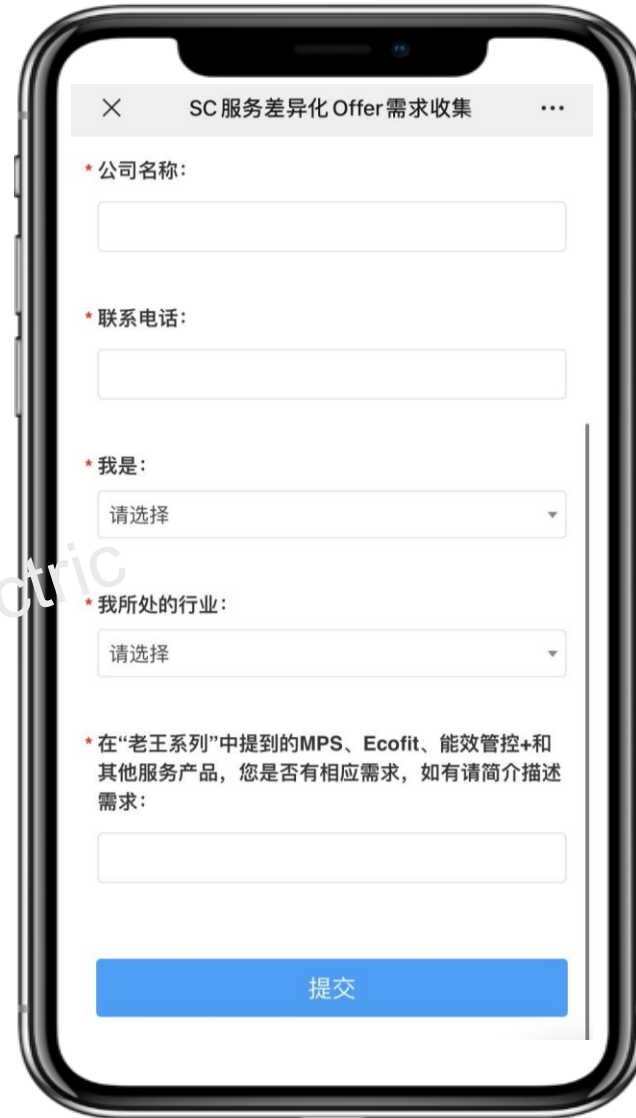 SC服务差异化Offer需求收集
* 公司名称：
* 联系电话：
* 我是：
请选择
ctric
* 我所处的行业：
请选择
* 在“老王系列”中提到的MPS、Ecofit、能效管控+和
其他服务产品，您是否有相应需求，如有请简介描述
需求：
提交